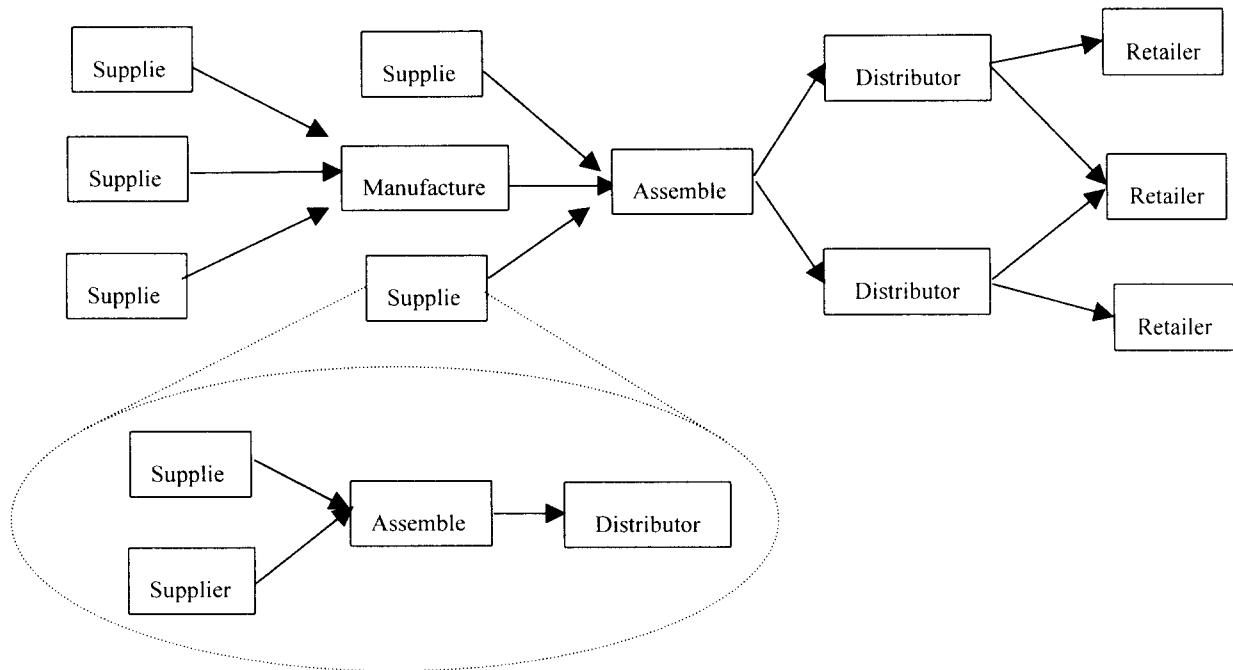 Supplie
Supplie
Distributor
Retailer
Supplie
Manufacture
Assemble
Retailer
Supplie
Supplie
Distributor
Retailer
Supplie
Assemble
Distributor
Supplier